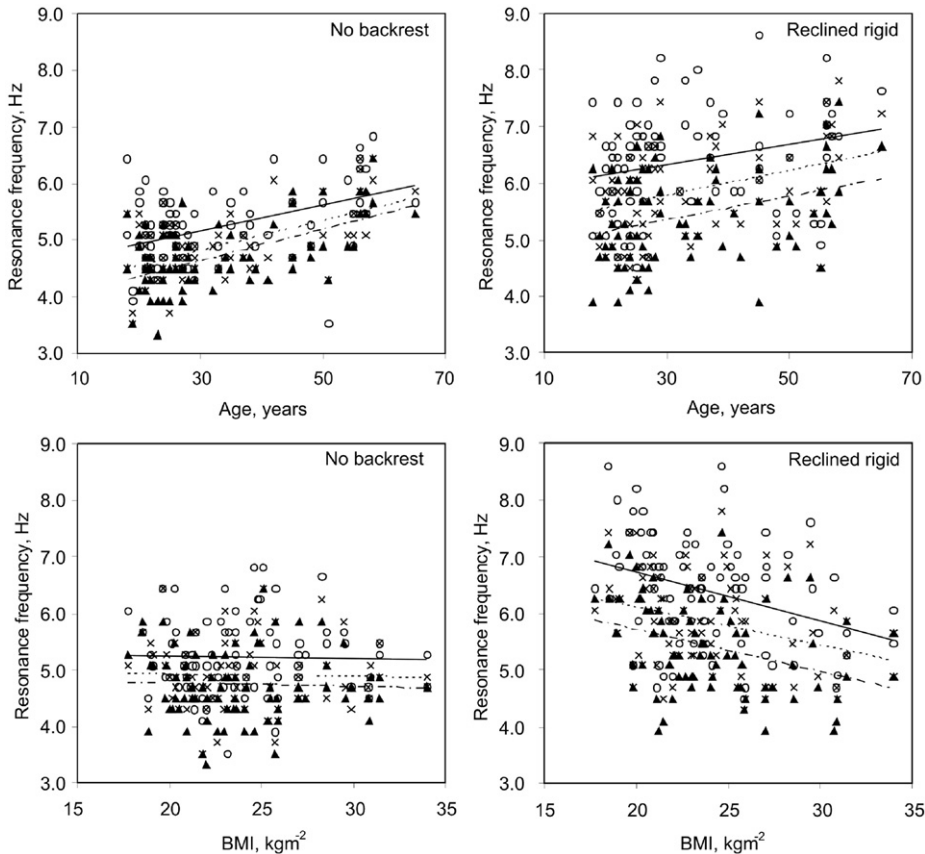 9.0
8.0
7.0
6.0
5.0
4.0
3.0
Resonance frequency, Hz
No backrest
10 30 50 70
Age, years
9.0
8.0
7.0
6.0
5.0
4.0
3.0
Resonance frequency, Hz
Reclined rigid
10 30 50 70
Age, years
9.0
8.0
7.0
6.0
5.0
4.0
3.0
Resonance frequency, Hz
No backrest
15 20 25 30 35
BMI, kgm⁻²
9.0
8.0
7.0
6.0
5.0
4.0
3.0
Resonance frequency, Hz
Reclined rigid
15 20 25 30 35
BMI, kgm⁻²